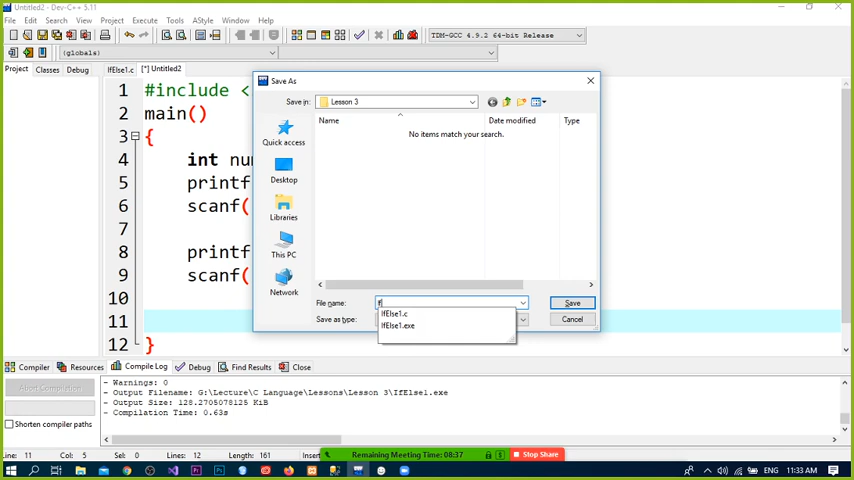 Untitled2 - Dev-C++ 5.11
File Edit Search View Project Execute Tools AStyle Window Help
TDM-GCC 4.9.2 64-bit Release
(globals)
Project Classes Debug IfElse1.c [*] Untitled2
1 #include <
2 main()
3 {
4 int num
5 printf
6 scanf(
7
8 printf
9 scanf(
10
11
12 }
Save As
Save in: Lesson 3
Name Date modified Type
No items match your search.
Quick access
Desktop
Libraries
This PC
Network
File name:
Save
IfElse1.c
Save as type:
Cancel
IfElse1.exe
Compiler Resources Compile Log Debug Find Results Close
Abort Compilation
Shorten compiler paths
- Warnings: 0
- Output Filename: G:\Lecture\C Language\Lessons\Lesson 3\IfElse1.exe
- Output Size: 128.2705078125 KiB
- Compilation Time: 0.63s
Line: 11 Col: 5 Sel: 0 Lines: 12 Length: 161 Insert
Remaining Meeting Time: 08:37 Stop Share
ENG 11:33 AM